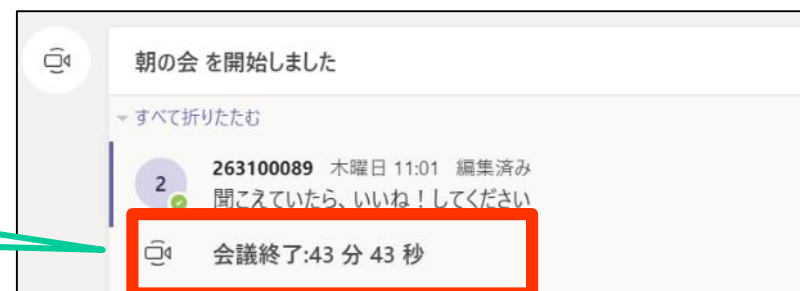 朝の会 を開始しました
すべて折りたたむ
263100089 木曜日 11:01 編集済み
2
聞こえていたら、いいね！してください
会議終了:43 分 43 秒